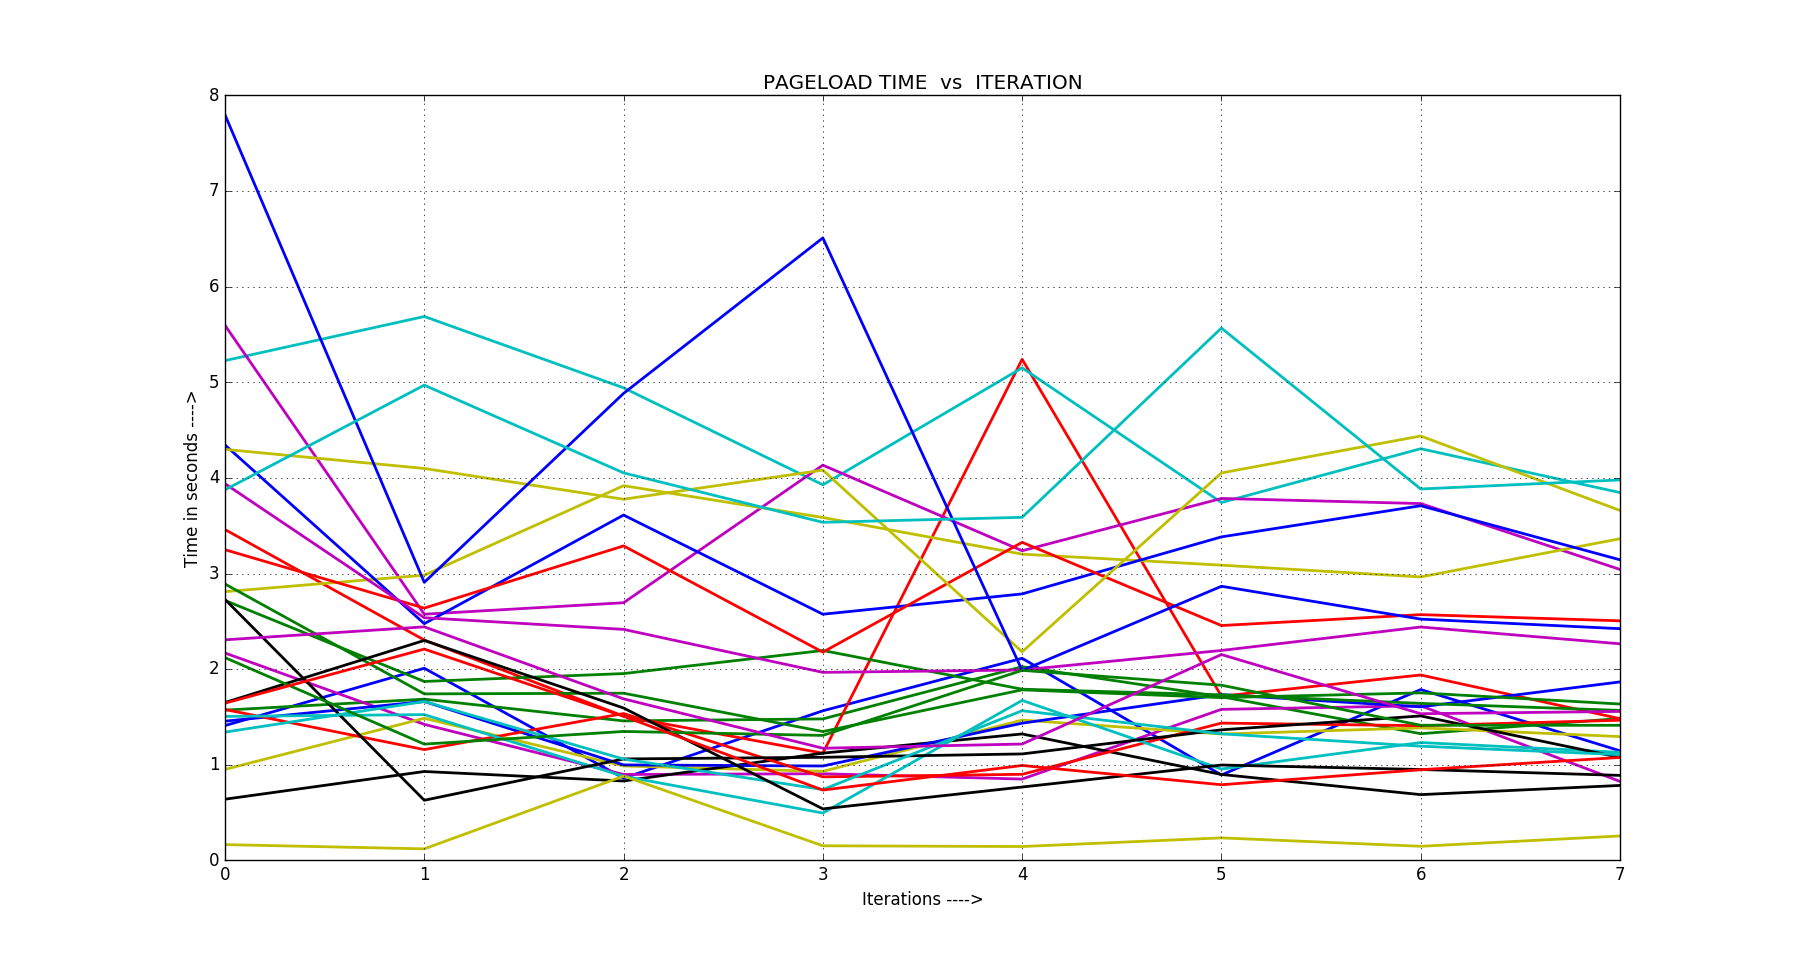 PAGELOAD TIME vs ITERATION
8
7
6
5
4
3
2
1
0
Time in seconds ---->
0 1 2 3 4 5 6 7
Iterations ---->